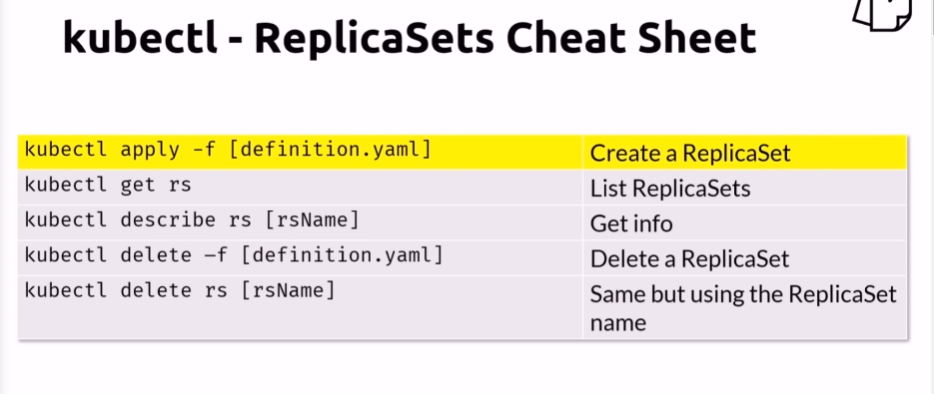 kubectl - ReplicaSets Cheat Sheet
kubectl apply -f [definition.yaml] Create a ReplicaSet
kubectl get rs List ReplicaSets
kubectl describe rs [rsName] Get info
kubectl delete –f [definition.yaml] Delete a ReplicaSet
kubectl delete rs [rsName] Same but using the ReplicaSet
name